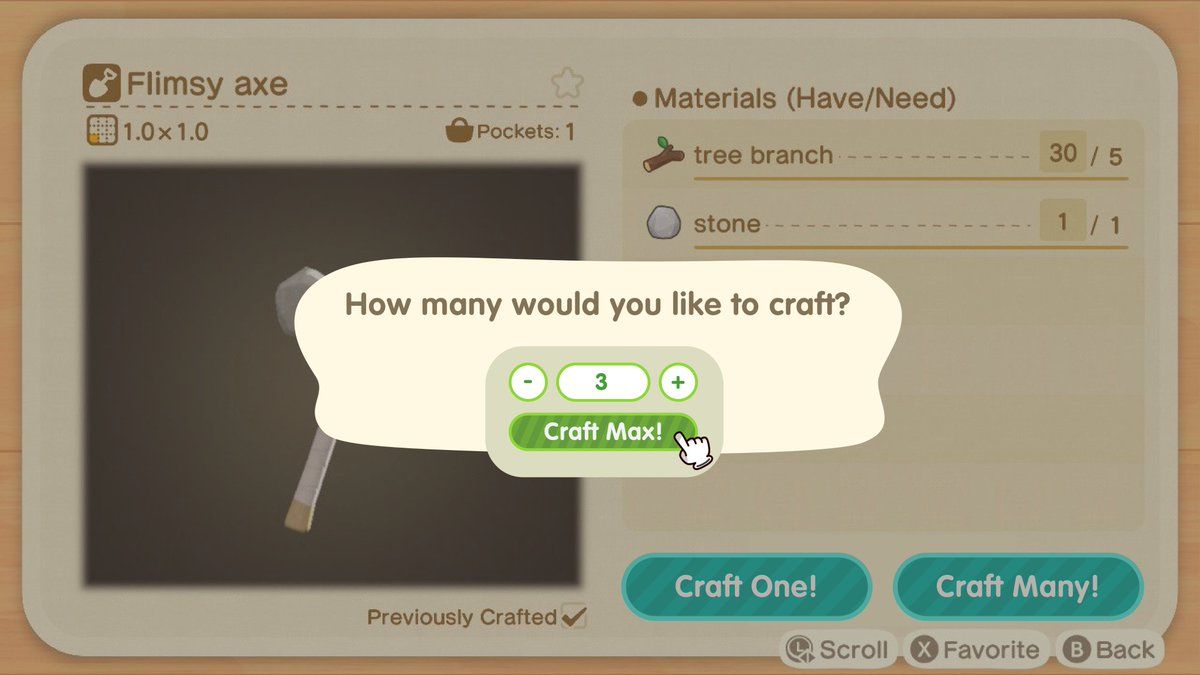 Flimsy axe
1.0×1.0
Pockets: 1
Materials (Have/Need)
tree branch 30 / 5
stone 1 / 1
How many would you like to craft?
- 3 +
Craft Max!
Previously Crafted
Craft One!
Craft Many!
L Scroll X Favorite B Back